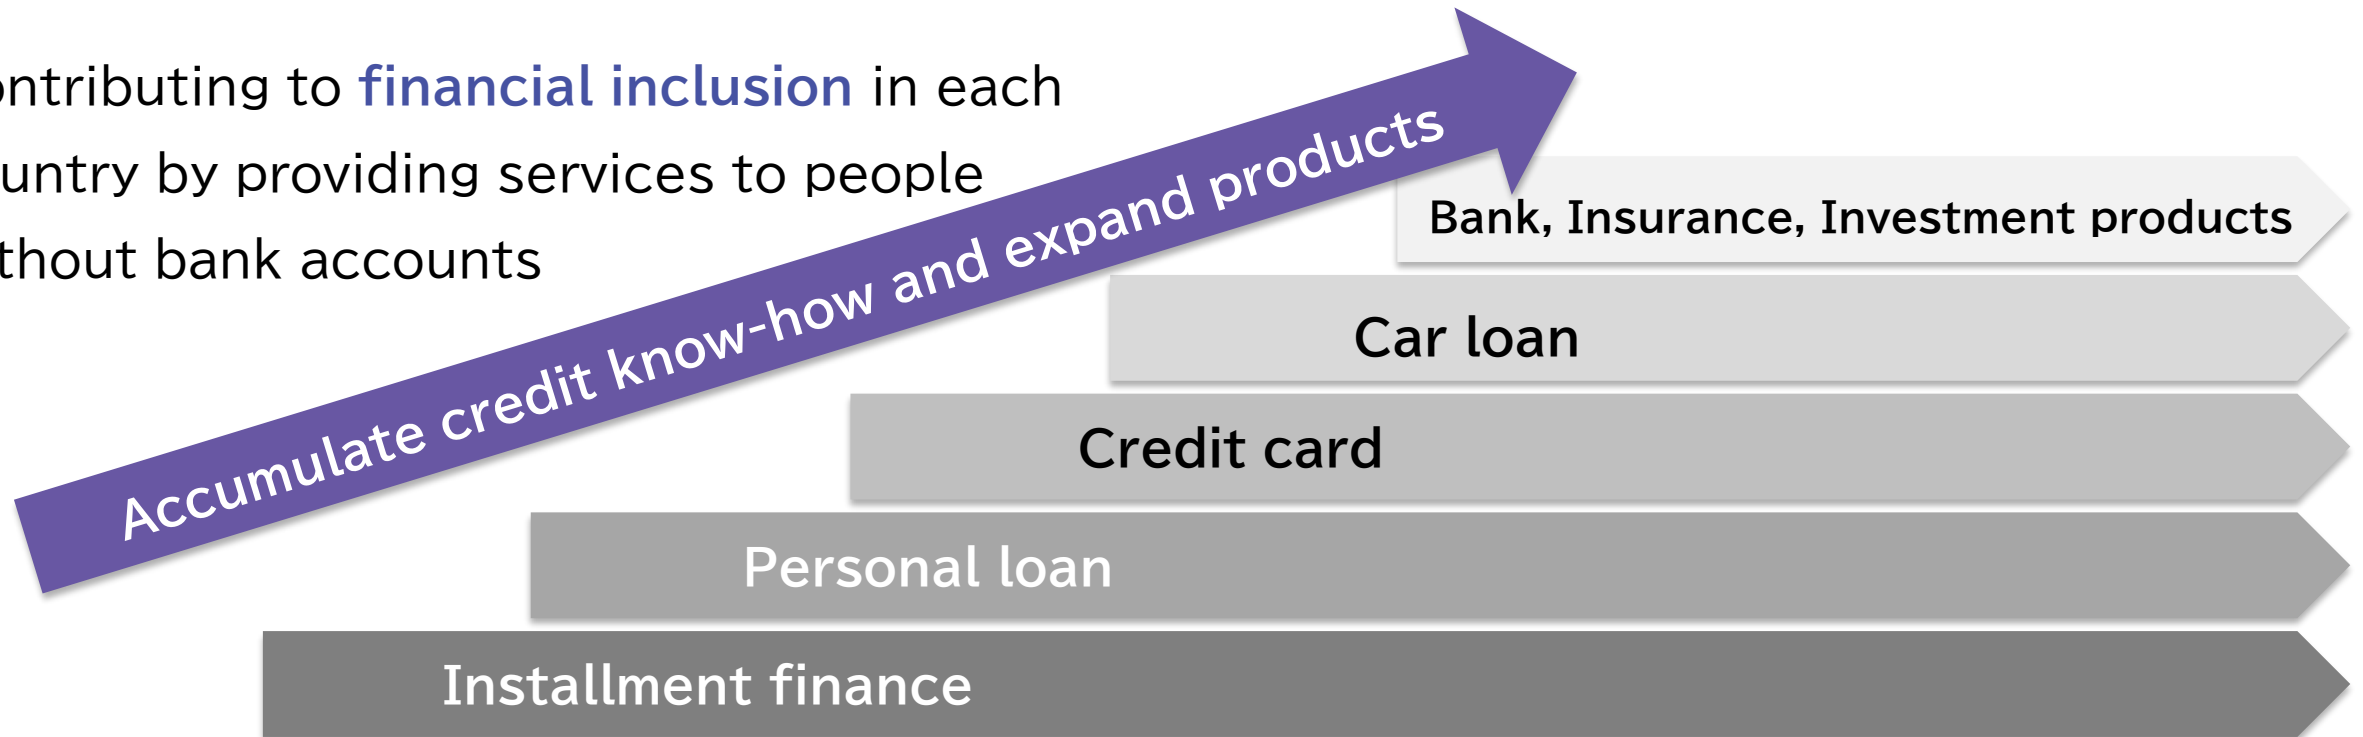 ontributing to financial inclusion in each
untry by providing services to people
thout bank accounts
Accumulate credit know-how and expand products
Bank, Insurance, Investment products
Car loan
Credit card
Personal loan
Installment finance